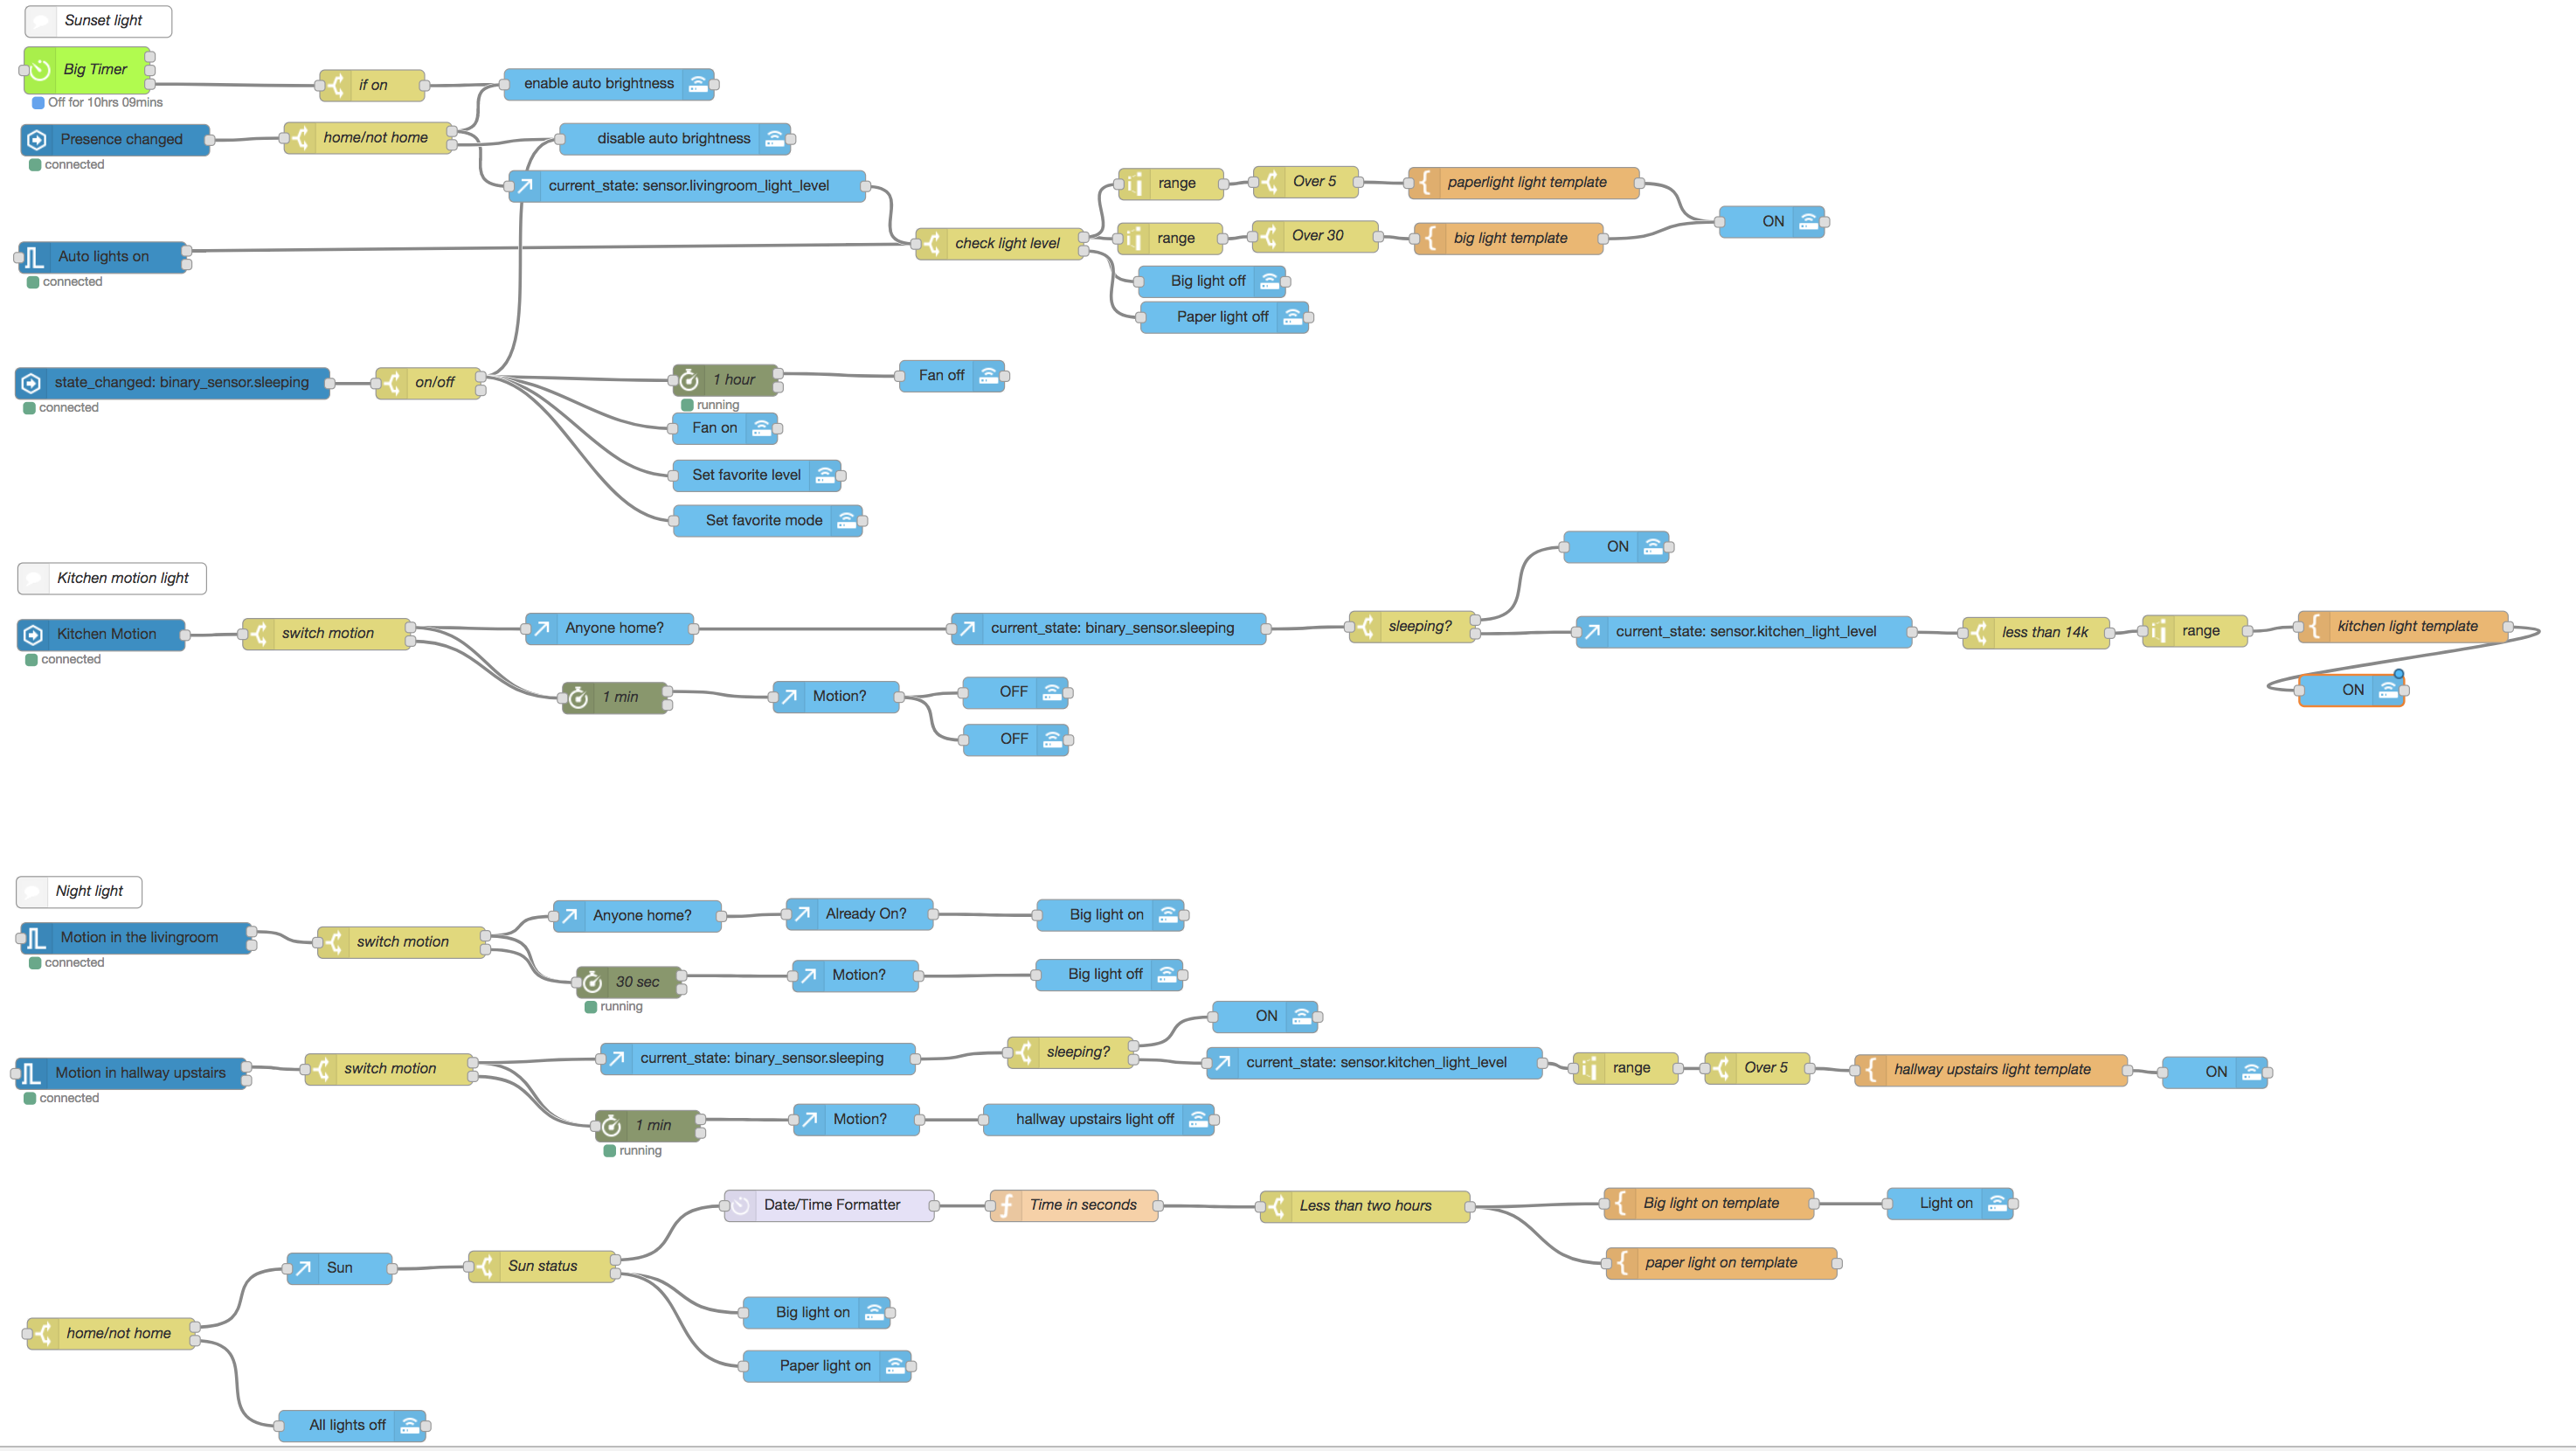 Sunset light
Big Timer
Off for 10hrs 09mins
if on
enable auto brightness
Presence changed
connected
home/not home
disable auto brightness
current_state: sensor.livingroom_light_level
range
Over 5
paperlight light template
ON
Auto lights on
connected
check light level
range
Over 30
big light template
Big light off
Paper light off
state_changed: binary_sensor.sleeping
connected
on/off
1 hour
running
Fan off
Fan on
Set favorite level
Set favorite mode
Kitchen motion light
ON
Kitchen Motion
connected
switch motion
Anyone home?
current_state: binary_sensor.sleeping
sleeping?
current_state: sensor.kitchen_light_level
less than 14k
range
kitchen light template
ON
1 min
Motion?
OFF
OFF
Night light
Motion in the livingroom
connected
switch motion
Anyone home?
Already On?
Big light on
30 sec
running
Motion?
Big light off
ON
Motion in hallway upstairs
connected
switch motion
current_state: binary_sensor.sleeping
sleeping?
current_state: sensor.kitchen_light_level
range
Over 5
hallway upstairs light template
ON
1 min
running
Motion?
hallway upstairs light off
Date/Time Formatter
Time in seconds
Less than two hours
Big light on template
Light on
paper light on template
Sun
Sun status
Big light on
home/not home
Paper light on
All lights off